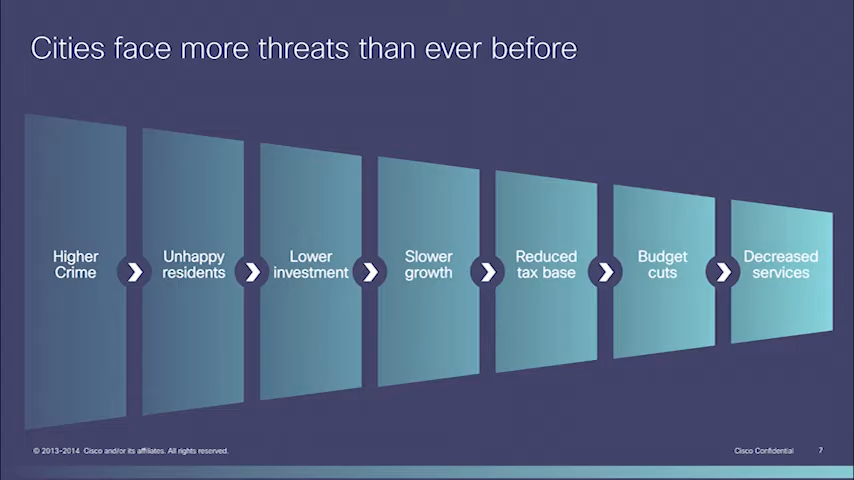 Cities face more threats than ever before
Higher
Crime
Unhappy
residents
Lower
investment
Slower
growth
Reduced
tax base
Budget
cuts
Decreased
services
© 2013-2014 Cisco and/or its affiliates. All rights reserved.
Cisco Confidential
7